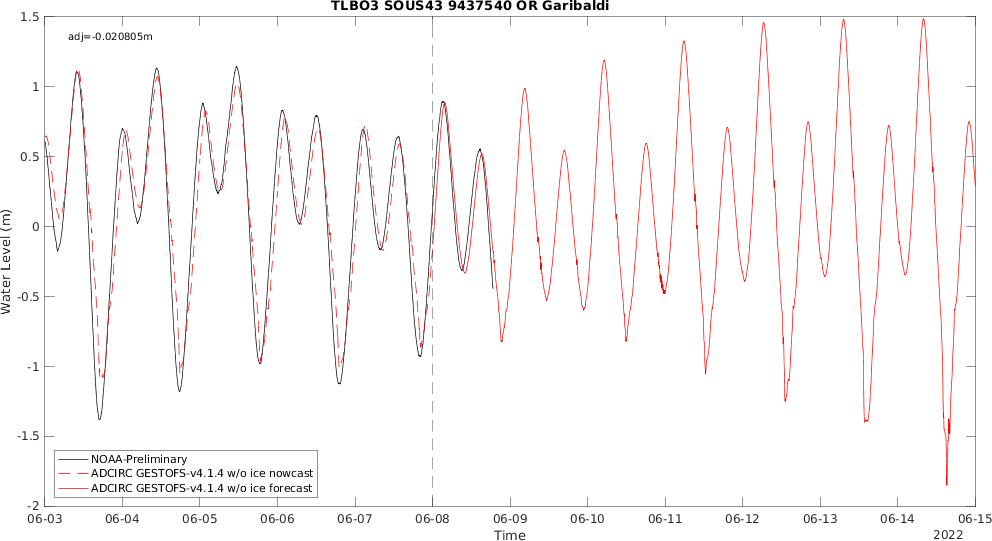 TLBO3 SOUS43 9437540 OR Garibaldi
adj=-0.020805m
1.5
1
0.5
0
-0.5
-1
-1.5
-2
Water Level (m)
NOAA-Preliminary
ADCIRC GESTOFS-v4.1.4 w/o ice nowcast
ADCIRC GESTOFS-v4.1.4 w/o ice forecast
06-03 06-04 06-05 06-06 06-07 06-08 06-09 06-10 06-11 06-12 06-13 06-14 06-15
Time
2022